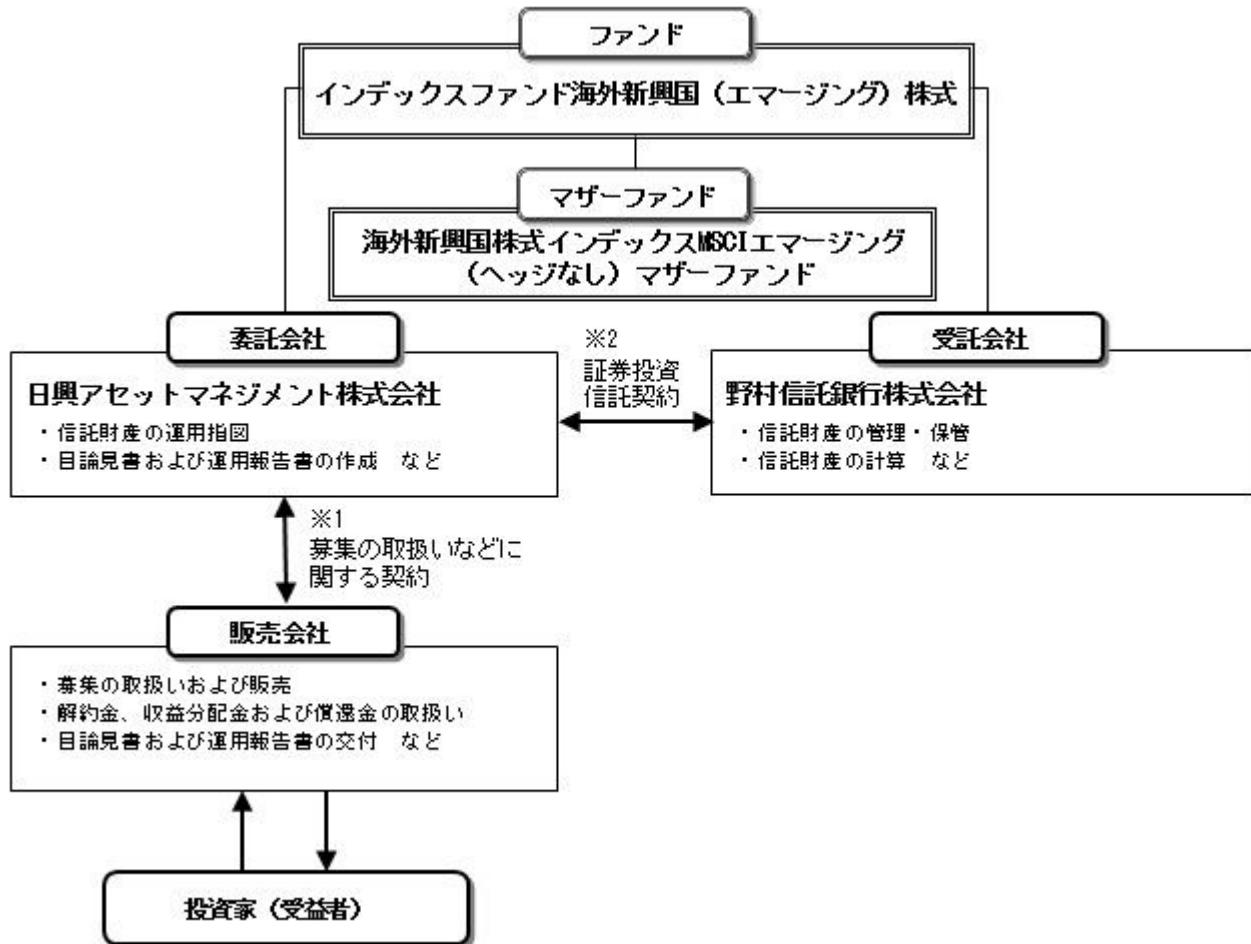 ファンド
インデックスファンド海外新興国（エマージング）株式
マザーファンド
海外新興国株式インデックスMSCIエマージング
（ヘッジなし）マザーファンド
委託会社
日興アセットマネジメント株式会社
・信託財産の運用指図
・目論見書および運用報告書の作成　など
※2
証券投資
信託契約
受託会社
野村信託銀行株式会社
・信託財産の管理・保管
・信託財産の計算　など
※1
募集の取扱いなどに
関する契約
販売会社
・募集の取扱いおよび販売
・解約金、収益分配金および償還金の取扱い
・目論見書および運用報告書の交付　など
投資家（受益者）